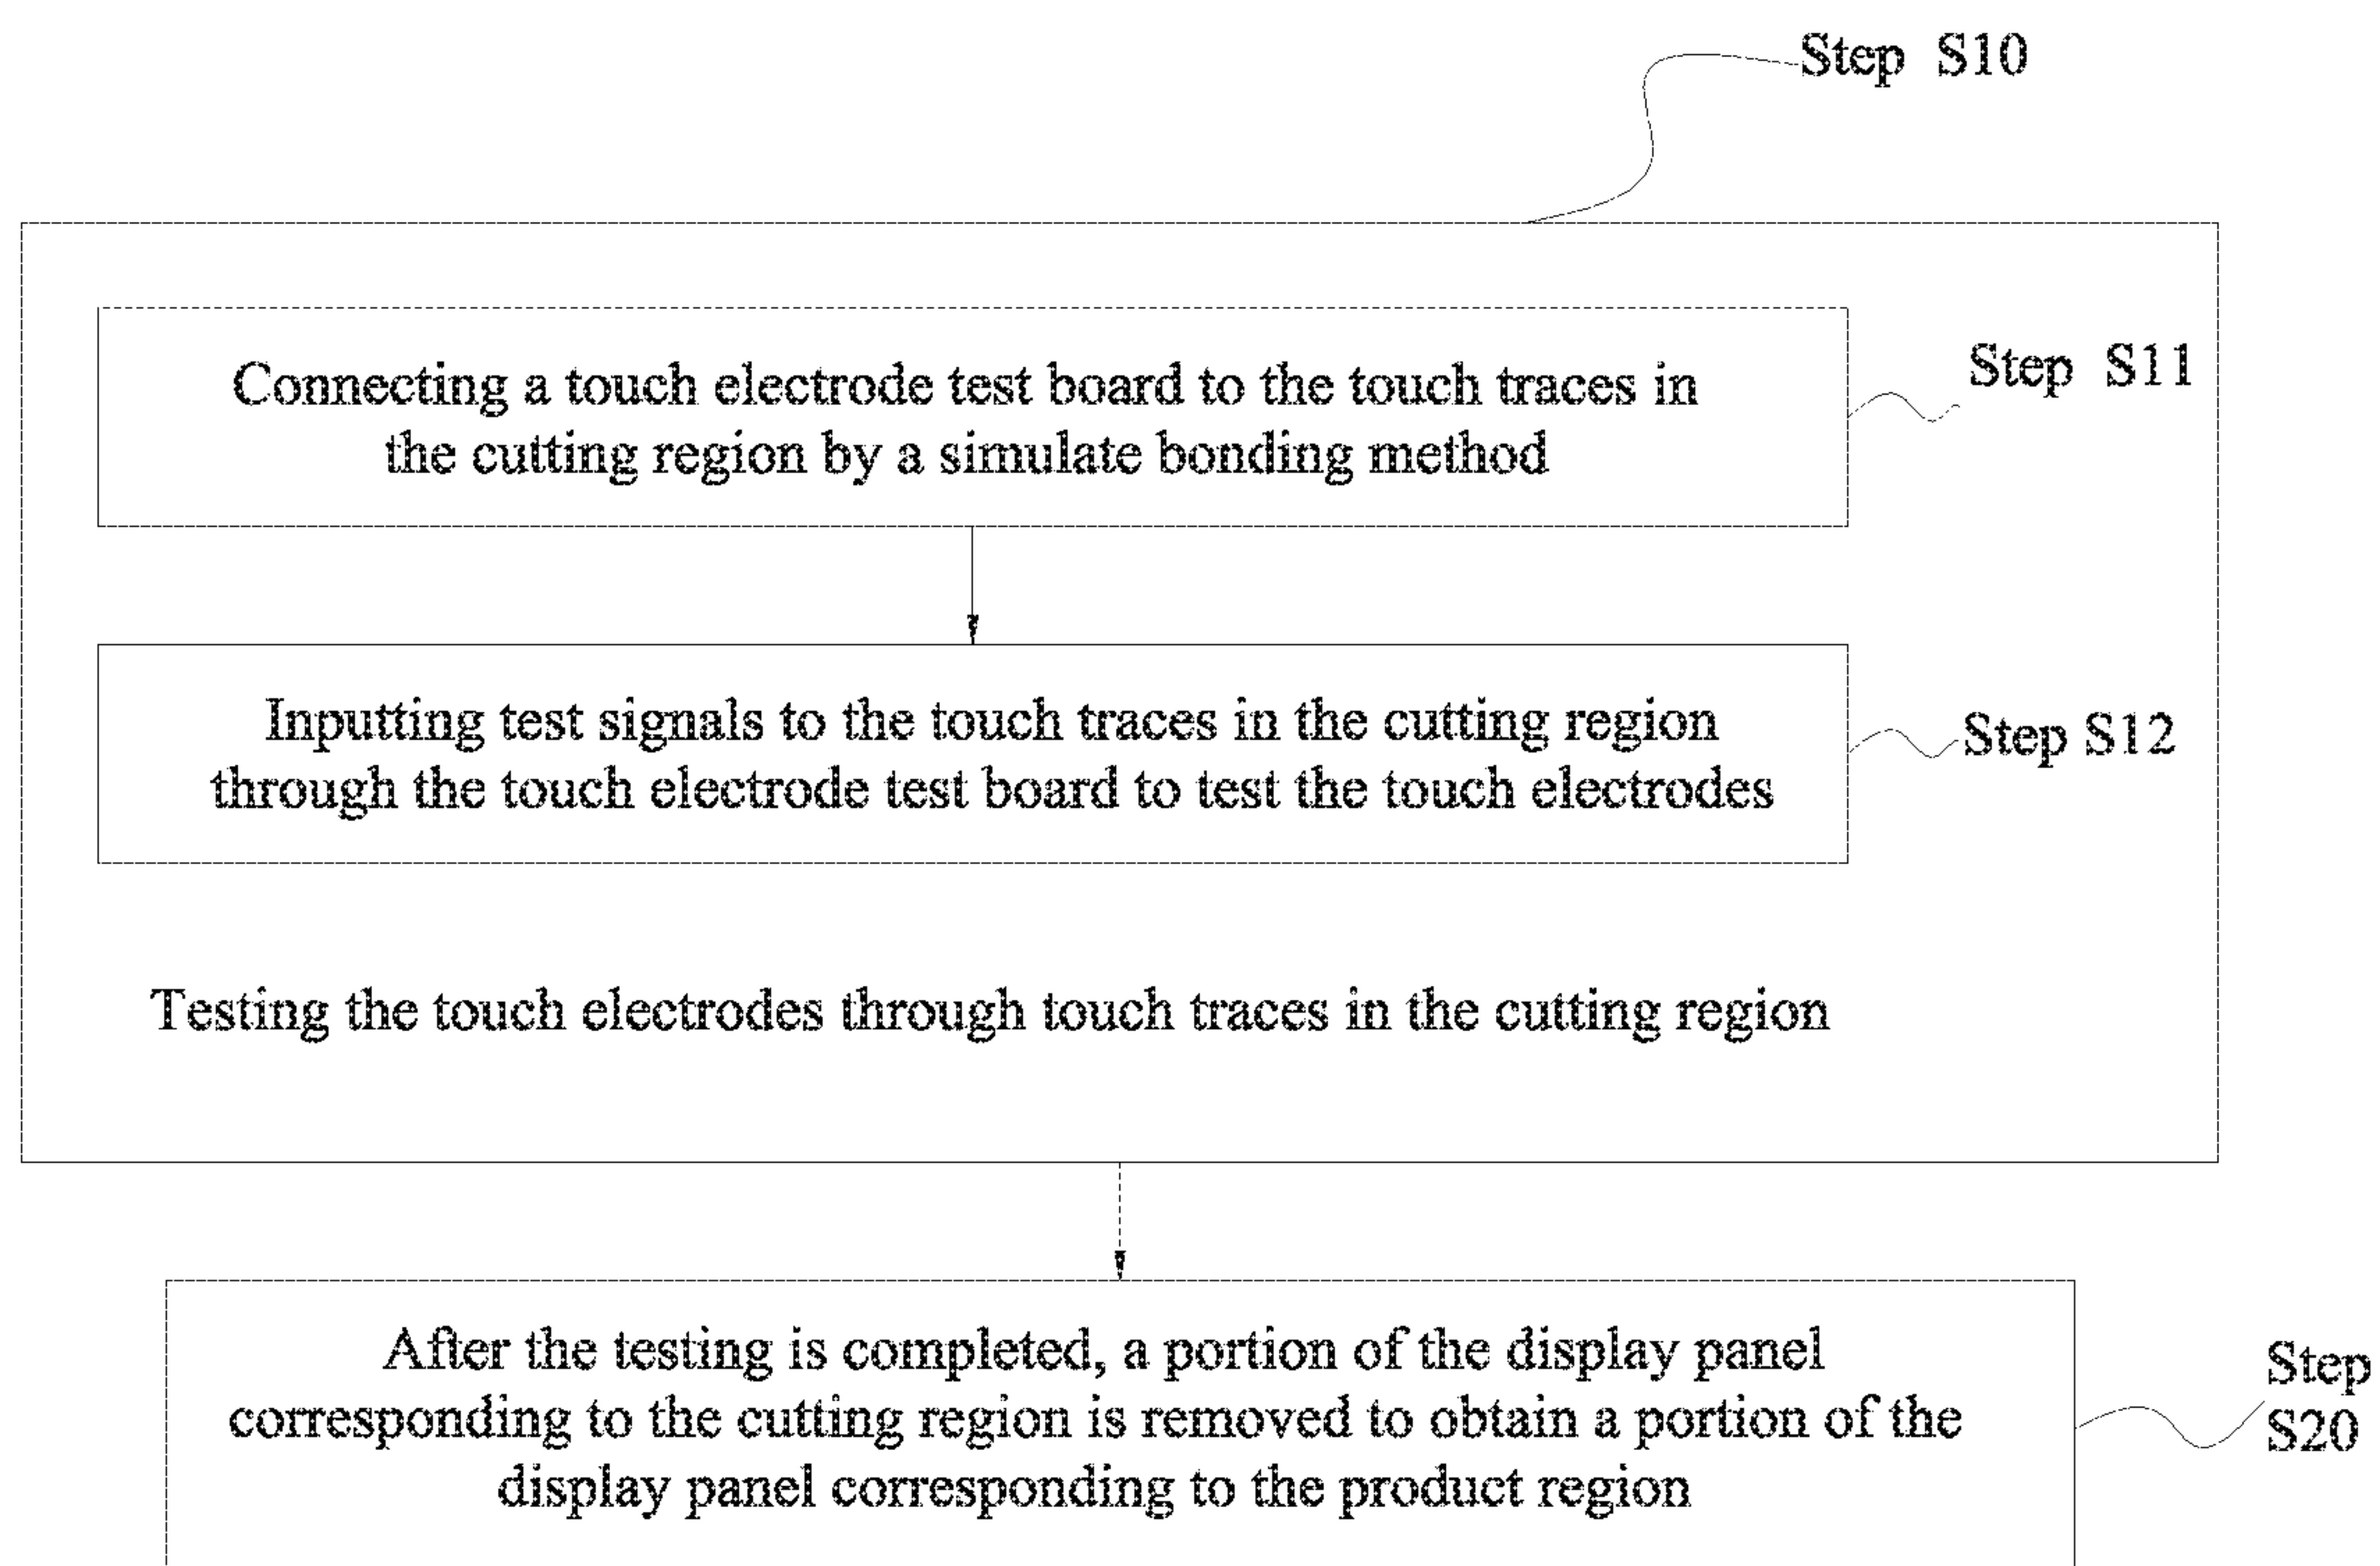 Step S10
Connecting a touch electrode test board to the touch traces in
the cutting region by a simulate bonding method
Step S11
Inputting test signals to the touch traces in the cutting region
through the touch electrode test board to test the touch electrodes
Step S12
Testing the touch electrodes through touch traces in the cutting region
After the testing is completed, a portion of the display panel
corresponding to the cutting region is removed to obtain a portion of the
display panel corresponding to the product region
Step
S20